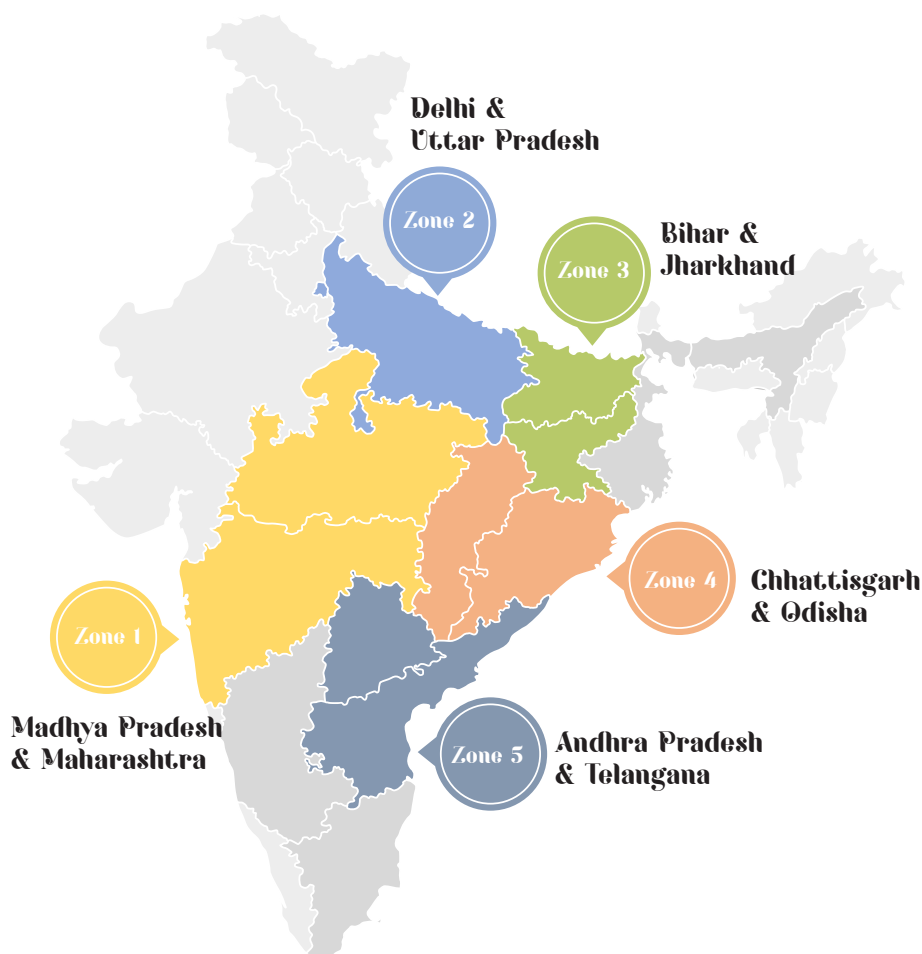 Delhi &
Uttar Pradesh
Zone 2
Bihar &
Jharkhand
Zone 3
Zone 4
Chhattisgarh
& Odisha
Zone 1
Madhya Pradesh
& Maharashtra
Zone 5
Andhra Pradesh
& Telangana